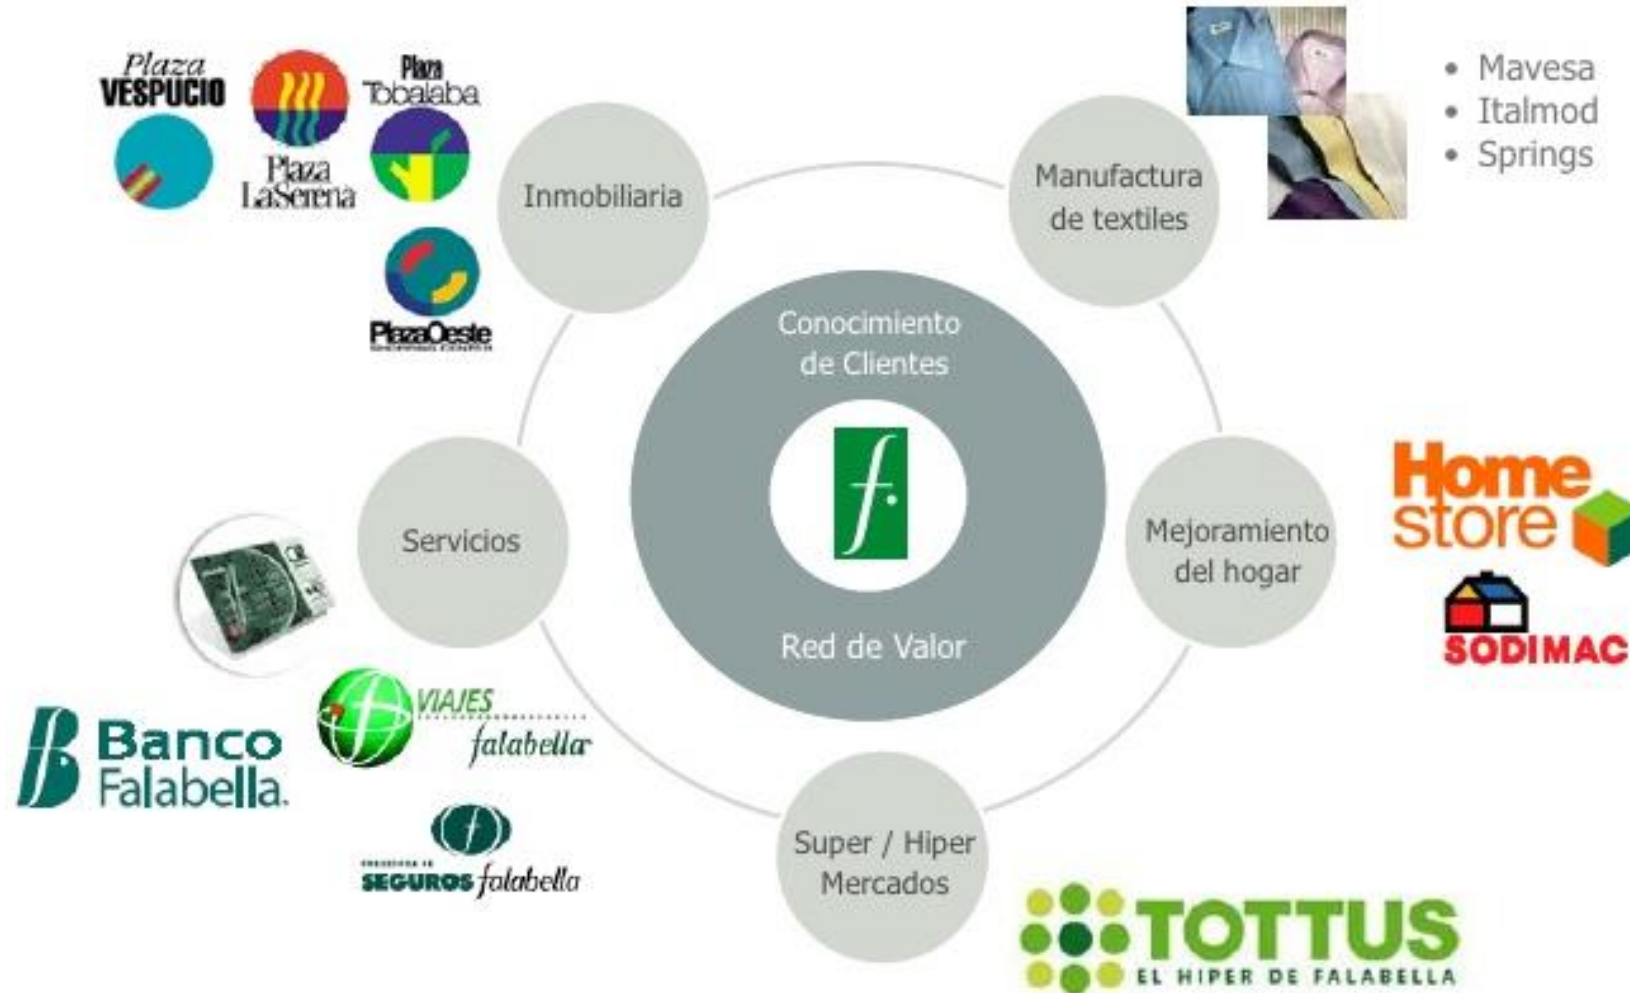 Plaza
VESPUCIO
Plaza
LaSerena
Plaza
Tobalaba
PlazaOeste
SHOPPING CENTER
Inmobiliaria
Manufactura
de textiles
• Mavesa
• Italmod
• Springs
Conocimiento
de Clientes
f.
Red de Valor
Servicios
Mejoramiento
del hogar
Home
store
SODIMAC
Banco
Falabella.
VIAJES
falabella
SEGUROS falabella
Super / Hiper
Mercados
TOTTUS
EL HIPER DE FALABELLA